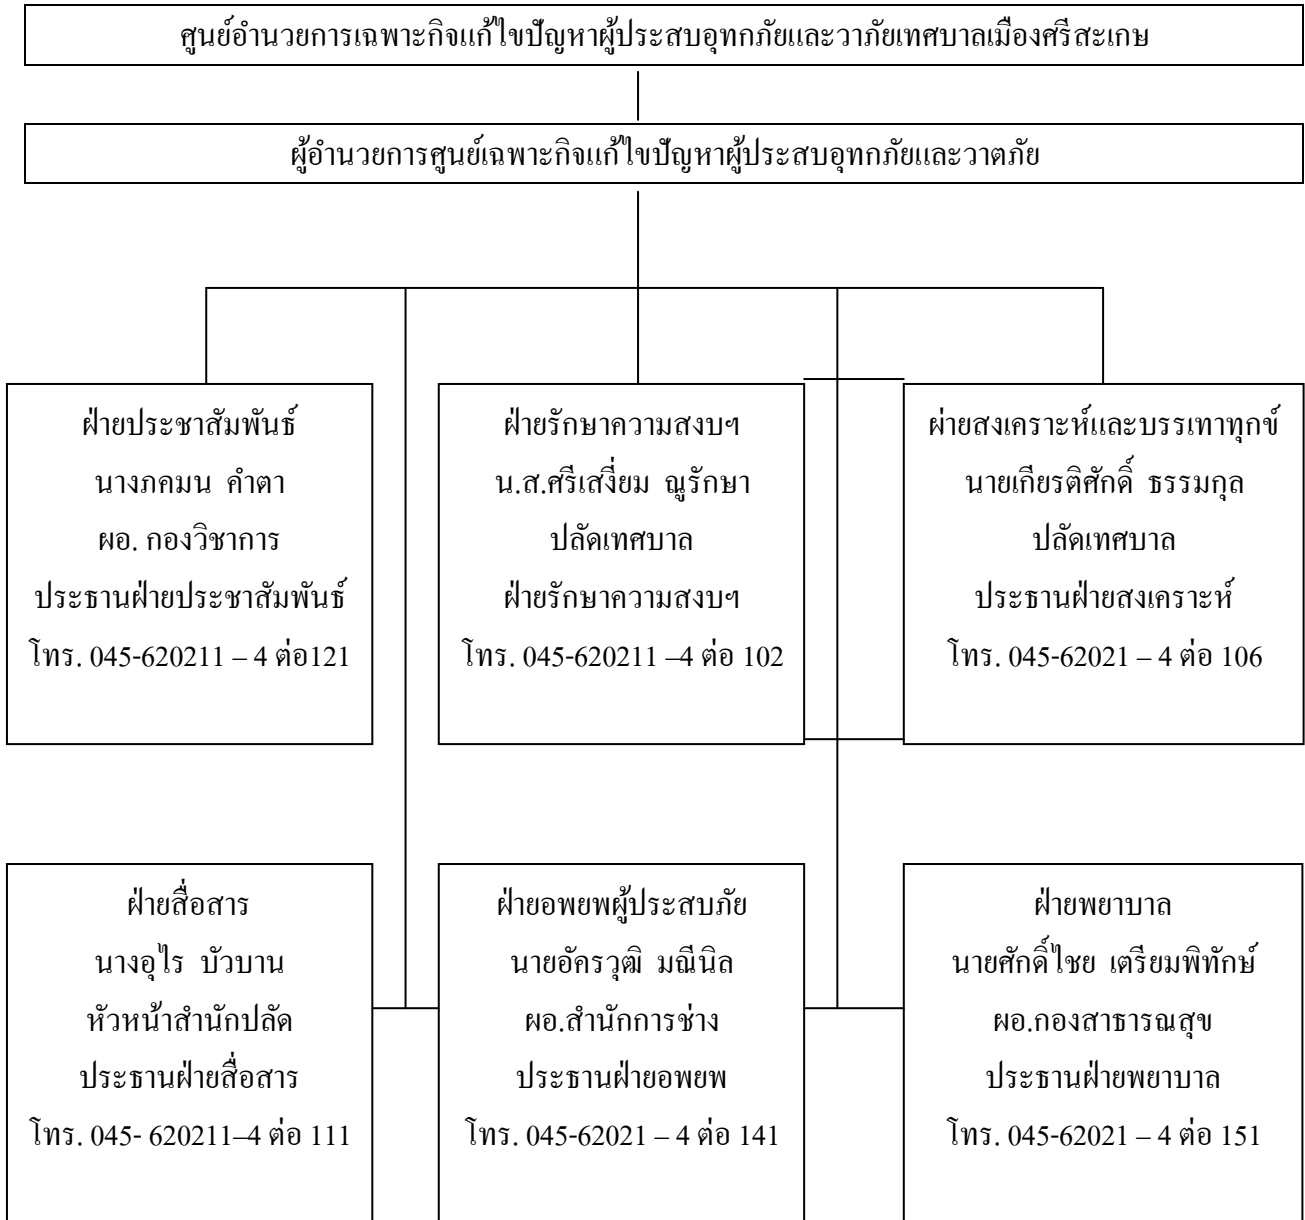 ศูนย์อำนวยการเฉพาะกิจแก้ไขปัญหาผู้ประสบอุทกภัยและวาภัยเทศบาลเมืองศรีสะเกษ
ผู้อำนวยการศูนย์เฉพาะกิจแก้ไขปัญหาผู้ประสบอุทกภัยและวาตภัย
ฝ่ายประชาสัมพันธ์
นางภคมน คำตา
ผอ. กองวิชาการ
ประธานฝ่ายประชาสัมพันธ์
โทร. 045-620211 – 4 ต่อ121
ฝ่ายรักษาความสงบฯ
น.ส.ศรีเสงี่ยม ณูรักษา
ปลัดเทศบาล
ฝ่ายรักษาความสงบฯ
โทร. 045-620211 –4 ต่อ 102
ผ่ายสงเคราะห์และบรรเทาทุกข์
นายเกียรติศักดิ์ ธรรมกุล
ปลัดเทศบาล
ประธานฝ่ายสงเคราะห์
โทร. 045-62021 – 4 ต่อ 106
ฝ่ายสื่อสาร
นางอุไร บัวบาน
หัวหน้าสำนักปลัด
ประธานฝ่ายสื่อสาร
โทร. 045- 620211–4 ต่อ 111
ฝ่ายอพยพผู้ประสบภัย
นายอัครวุฒิ มณีนิล
ผอ.สำนักการช่าง
ประธานฝ่ายอพยพ
โทร. 045-62021 – 4 ต่อ 141
ฝ่ายพยาบาล
นายศักดิ์ไชย เตรียมพิทักษ์
ผอ.กองสาธารณสุข
ประธานฝ่ายพยาบาล
โทร. 045-62021 – 4 ต่อ 151